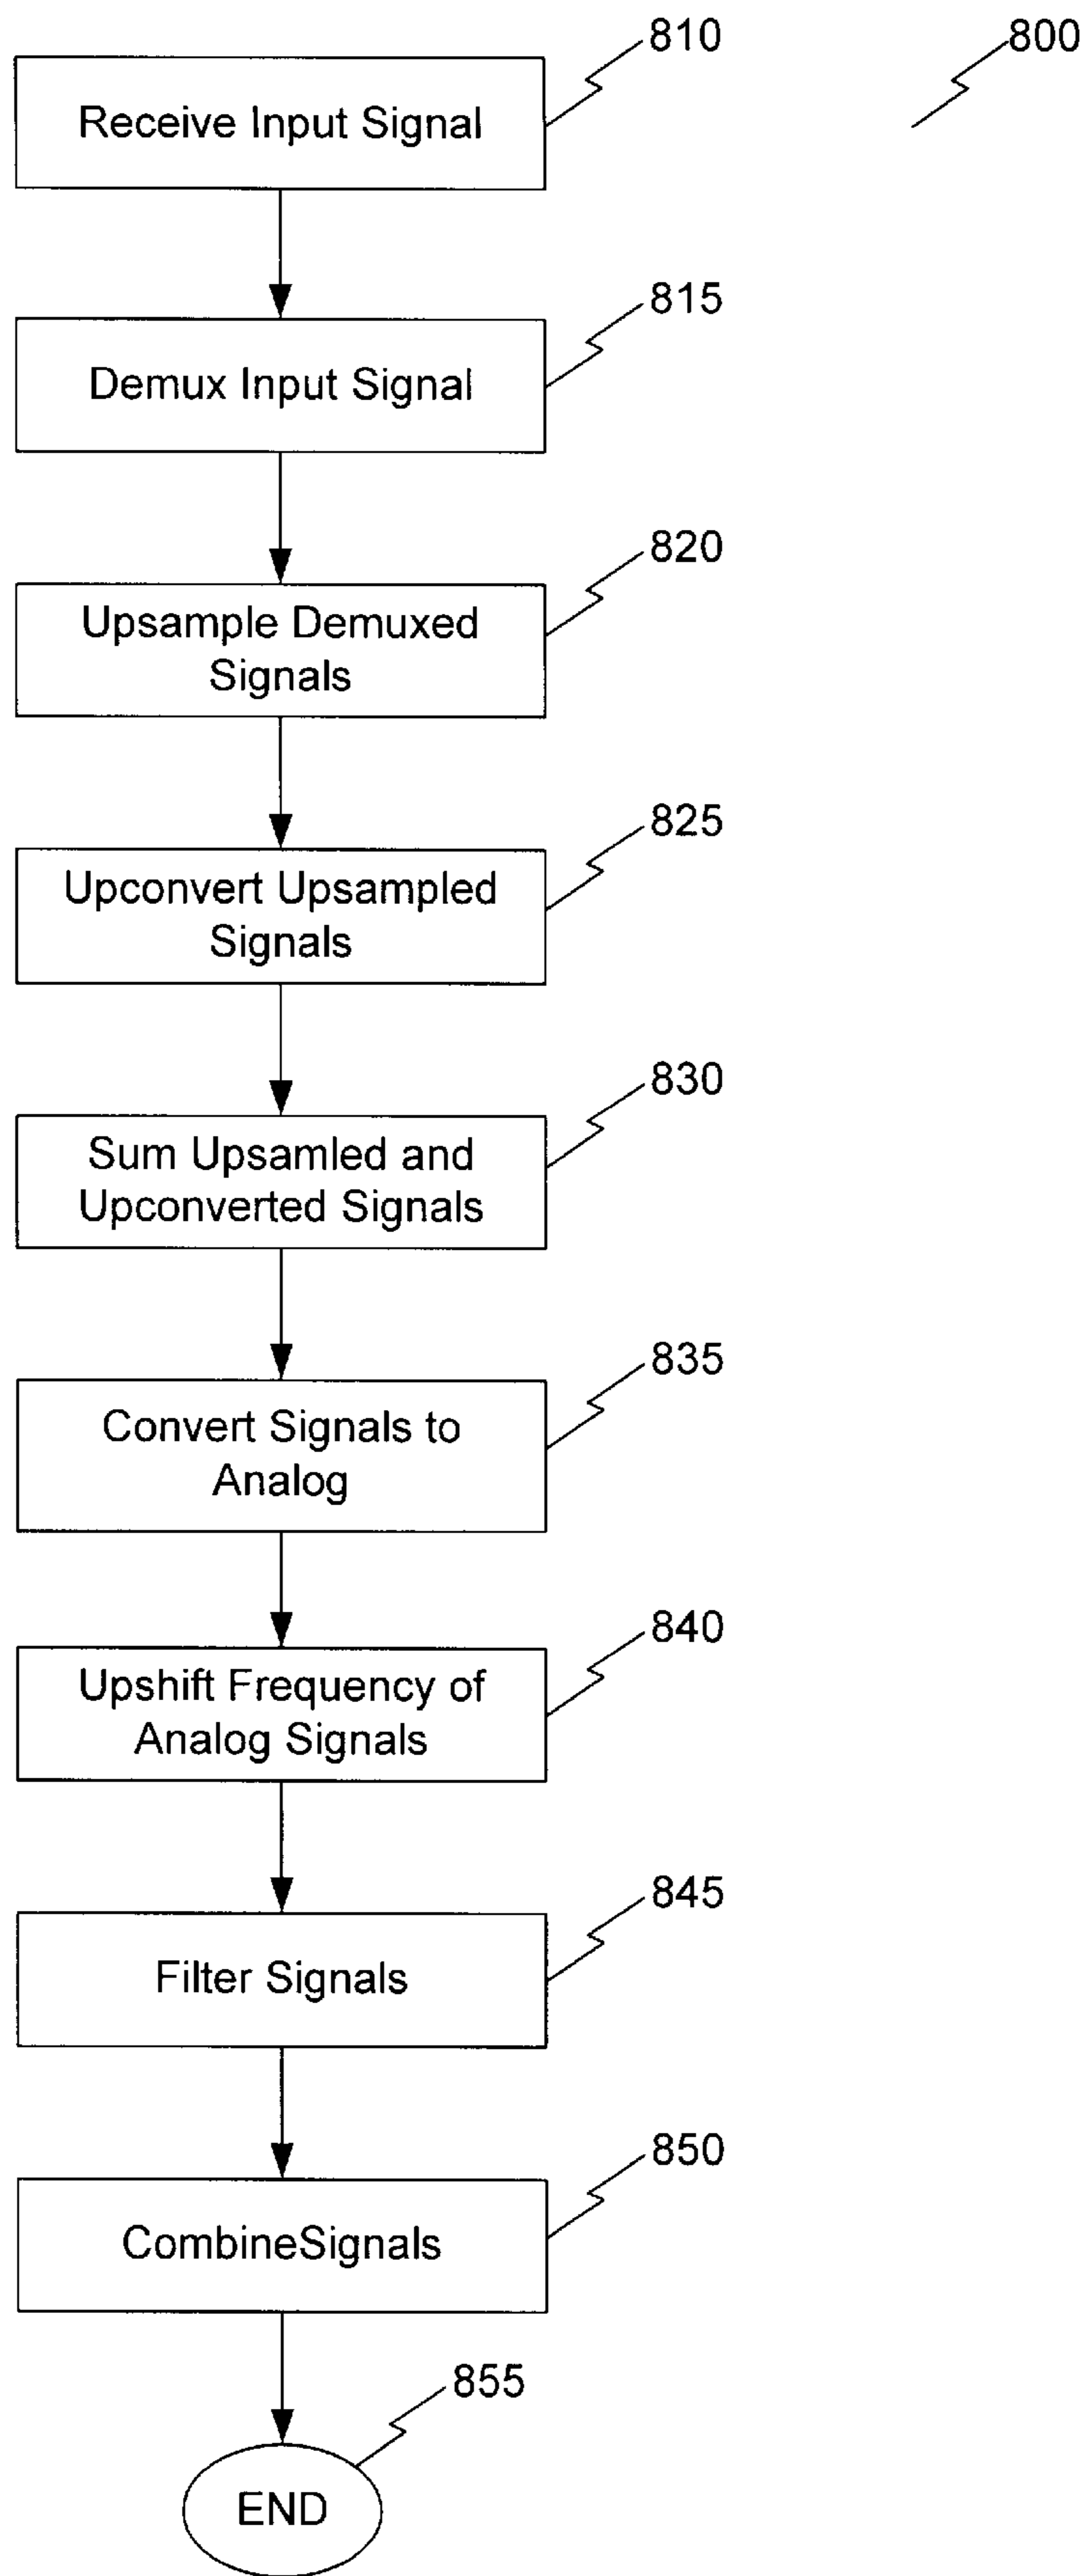 810
800
Receive Input Signal
815
Demux Input Signal
820
Upsample Demuxed
Signals
825
Upconvert Upsampled
Signals
830
Sum Upsamled and
Upconverted Signals
835
Convert Signals to
Analog
840
Upshift Frequency of
Analog Signals
845
Filter Signals
850
CombineSignals
855
END